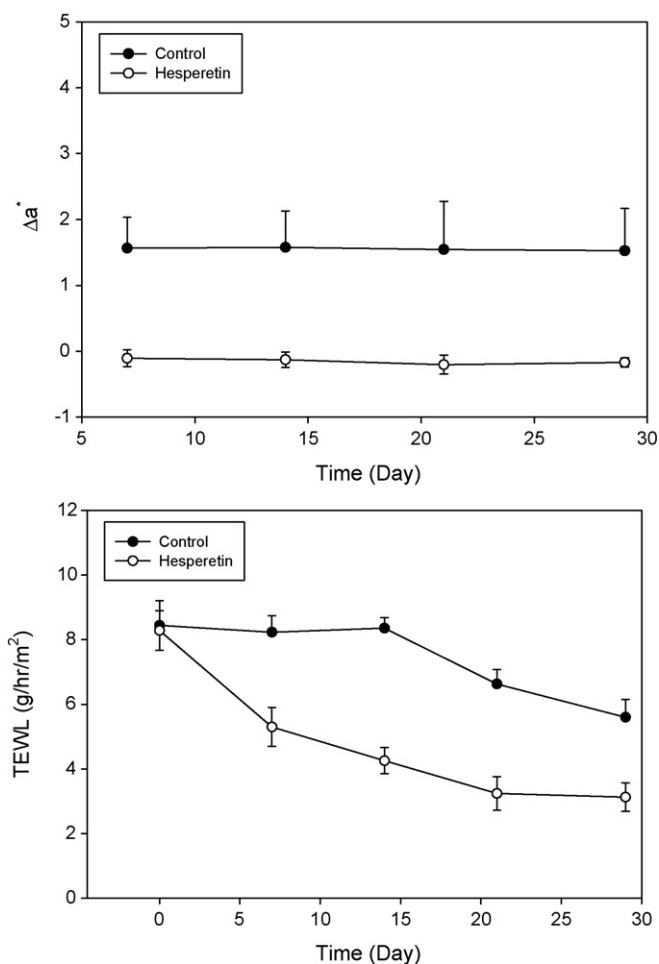 5
4
3
2
1
0
-1
Δa*
Control
Hesperetin
5 10 15 20 25 30
Time (Day)
12
10
8
6
4
2
0
TEWL (g/hr/m²)
Control
Hesperetin
0 5 10 15 20 25 30
Time (Day)